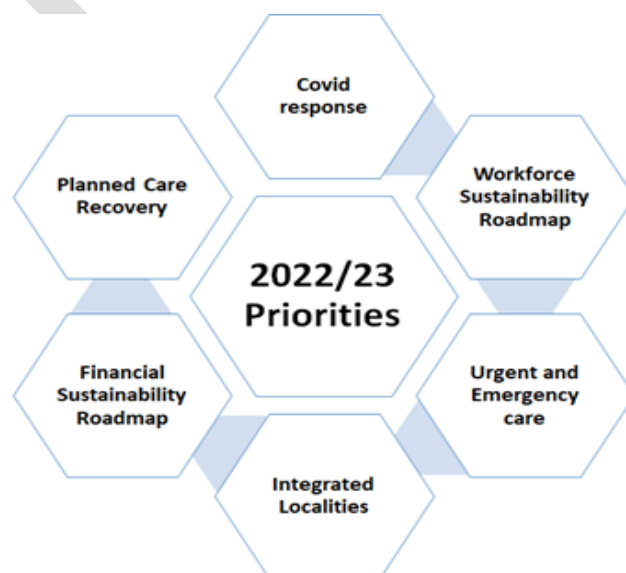 Covid
response
Workforce
Sustainability
Roadmap
Urgent and
Emergency
care
Integrated
Localities
Financial
Sustainability
Roadmap
Planned Care
Recovery
2022/23
Priorities